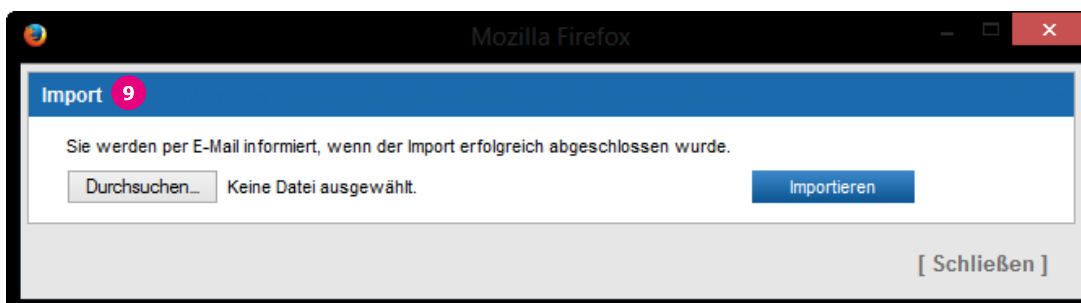 Mozilla Firefox
Import 9
Sie werden per E-Mail informiert, wenn der Import erfolgreich abgeschlossen wurde.
Durchsuchen... Keine Datei ausgewählt. Importieren
[ Schließen ]